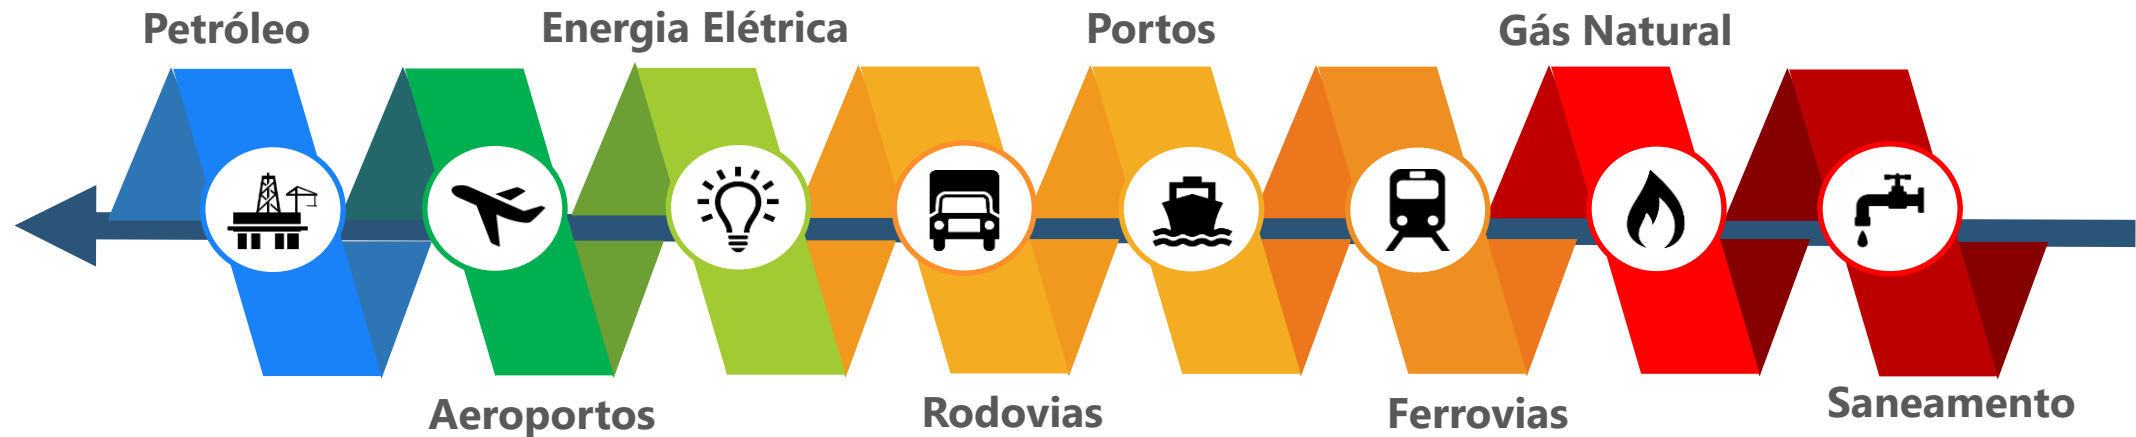 Petróleo
Energia Elétrica
Portos
Gás Natural
Aeroportos
Rodovias
Ferrovias
Saneamento